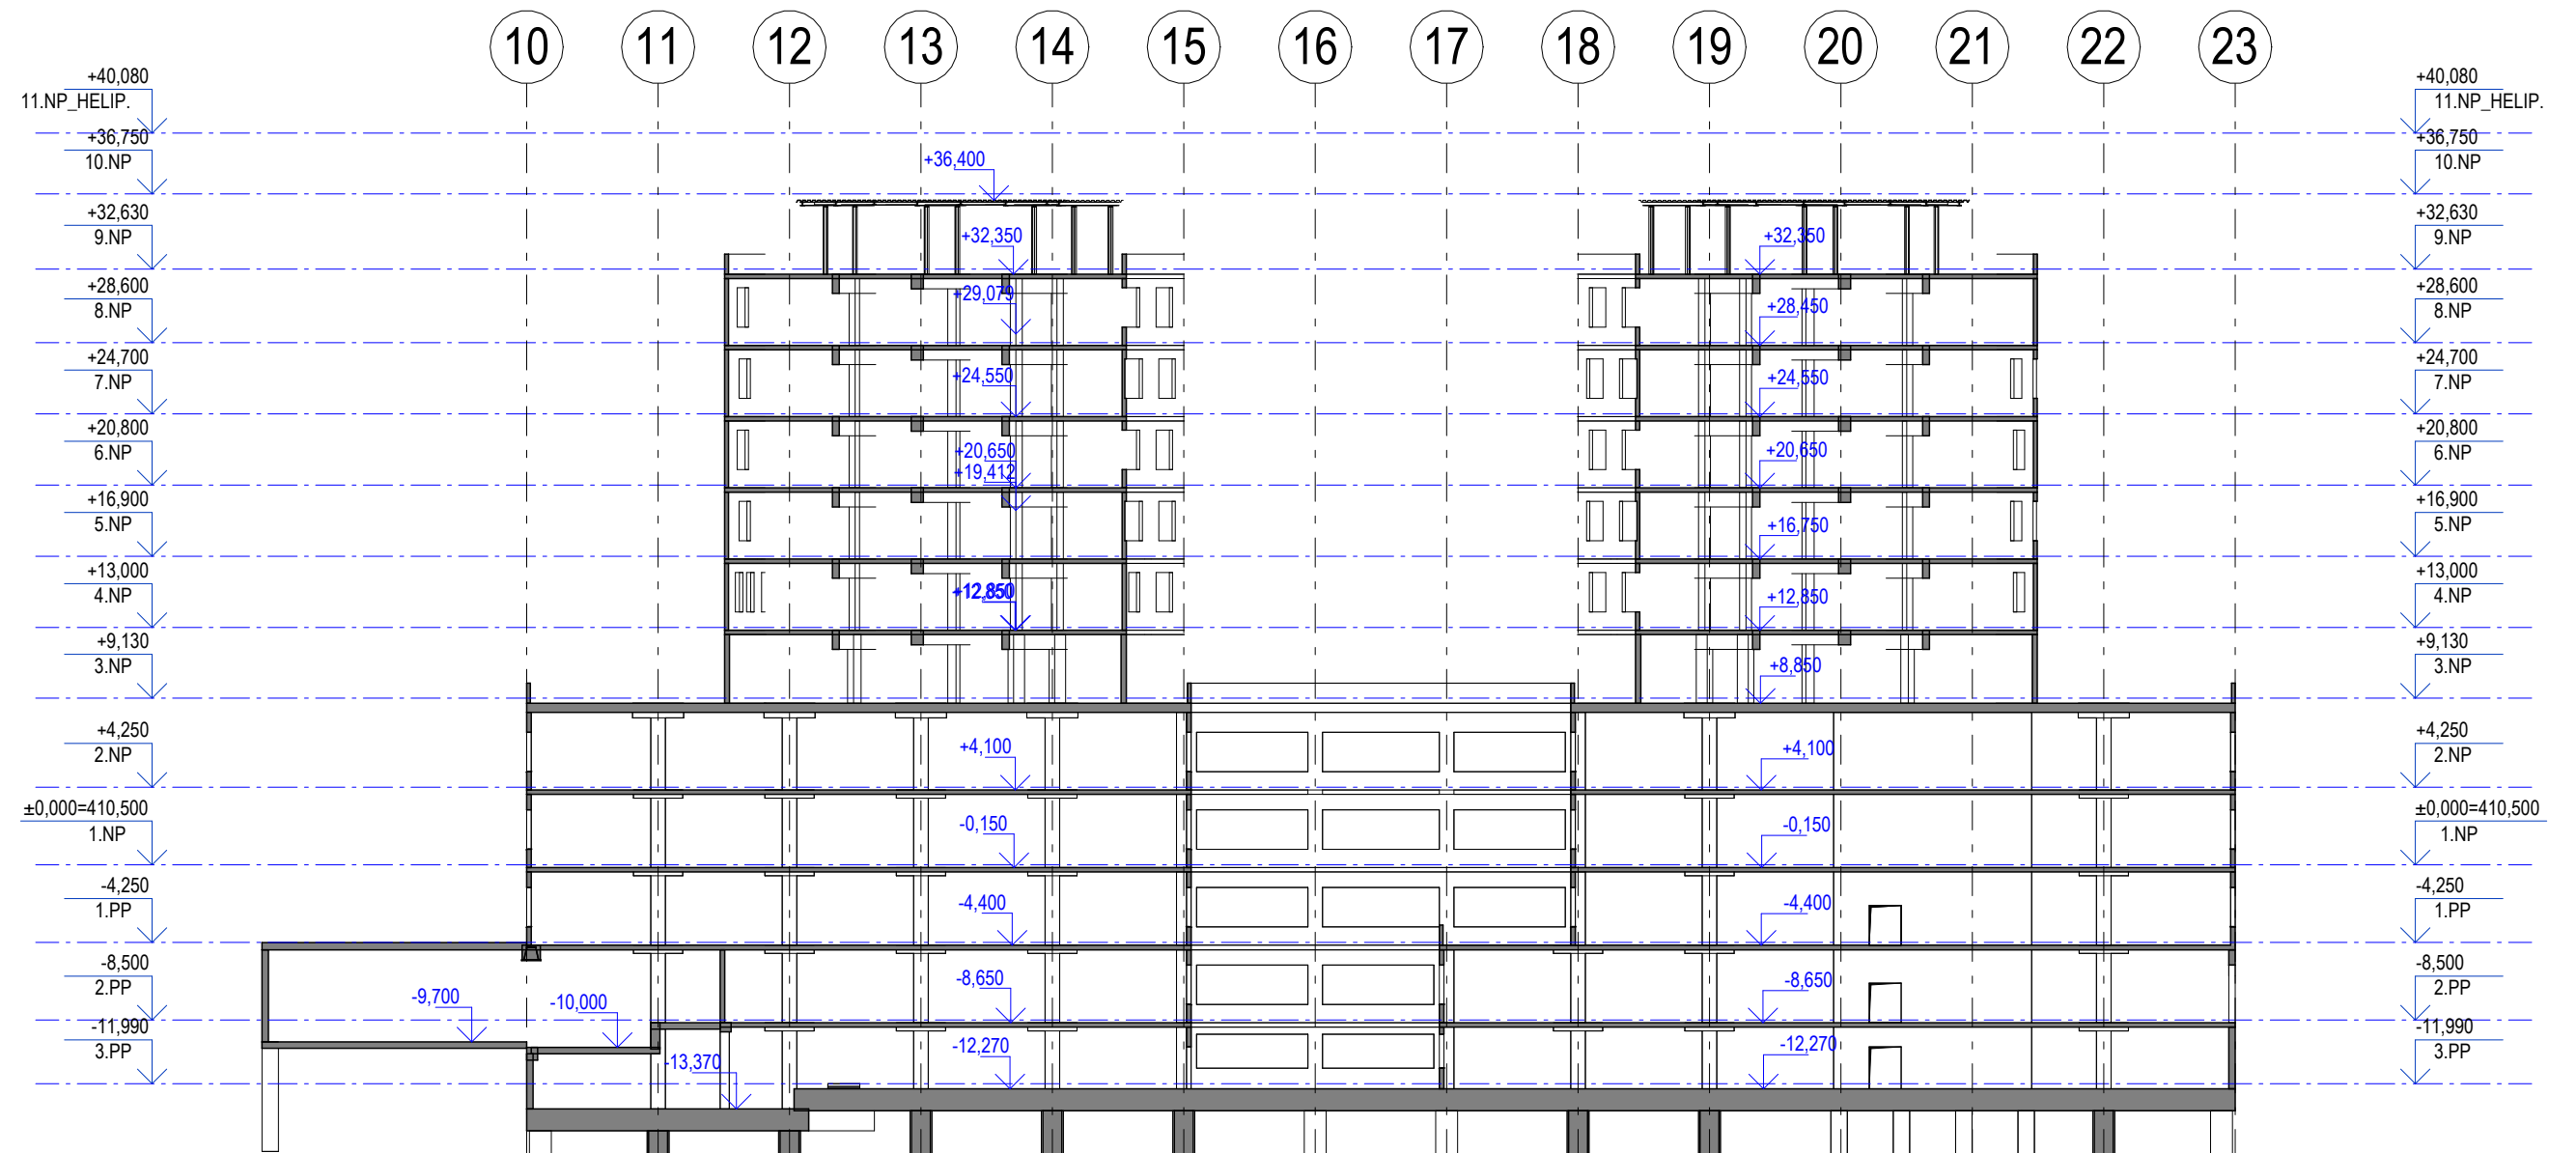 10 11 12 13 14 15 16 17 18 19 20 21 22 23
+40,080 +40,080
11.NP_HELIP. 11.NP_HELIP.
+36,750 +36,750
10.NP +36,400 10.NP
+32,630 +32,630
9.NP +32,350 +32,350 9.NP
+28,600 +29,079 +28,600
8.NP +28,450 8.NP
+24,700 +24,700
7.NP +24,550 +24,550 7.NP
+20,800 +20,800
6.NP +20,650 +20,650 6.NP
+19,412
+16,900 +16,900
5.NP +16,750 5.NP
+13,000 +13,000
4.NP +12,850 +12,850 4.NP
+9,130 +9,130
3.NP +8,850 3.NP
+4,250 +4,250
2.NP +4,100 +4,100 2.NP
±0,000=410,500 ±0,000=410,500
1.NP -0,150 -0,150 1.NP
-4,250 -4,250
1.PP -4,400 -4,400 1.PP
-8,500 -8,500
2.PP -9,700 -10,000 -8,650 -8,650 2.PP
-11,990 -11,990
3.PP -13,370 -12,270 -12,270 3.PP